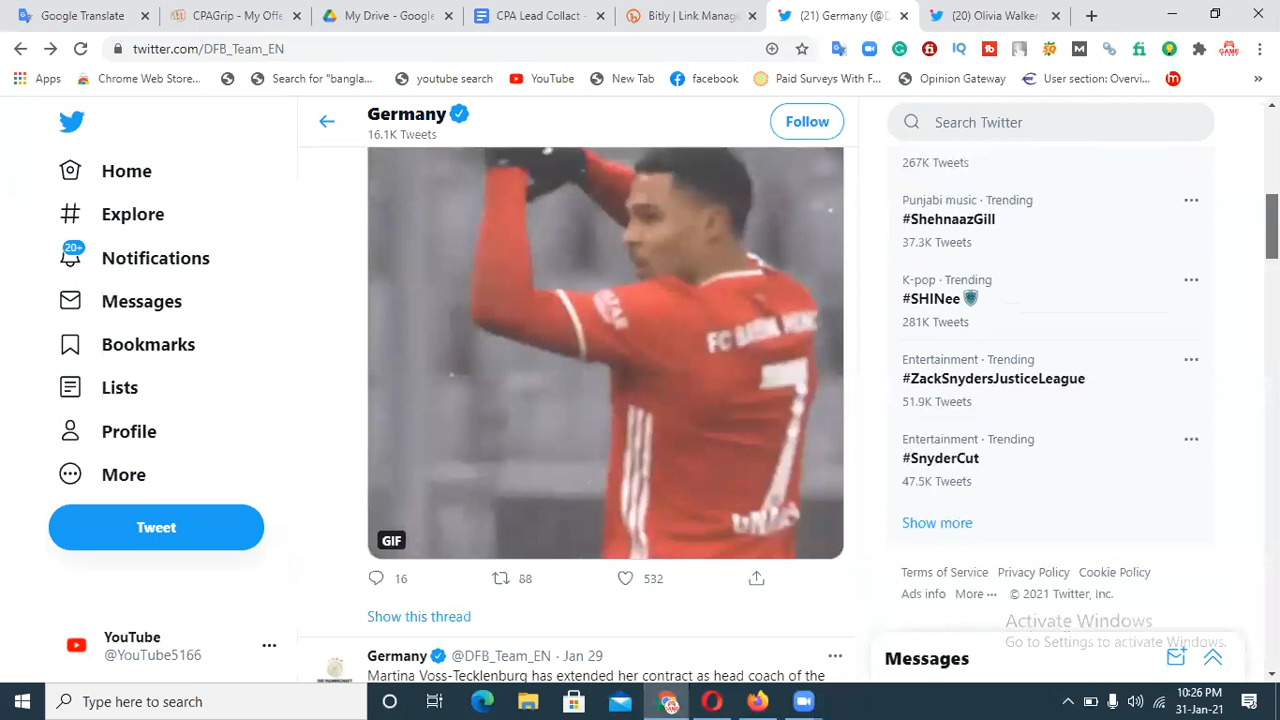 Google Translate
CPAGrip - My Offe
My Drive - Google
CPA Lead Collact -
Bitly | Link Manag
(21) Germany (@D
(20) Olivia Walker
twitter.com/DFB_Team_EN
Apps
Chrome Web Store...
Search for "bangla...
youtube search
YouTube
New Tab
facebook
Paid Surveys With F...
Opinion Gateway
User section: Overvi...
Germany
16.1K Tweets
Follow
Search Twitter
Home
Explore
20+
Notifications
Messages
Bookmarks
Lists
Profile
More
Tweet
YouTube
@YouTube5166
7
GIF
16
88
532
Show this thread
Germany @DFB_Team_EN · Jan 29
Martina Voss-Tecklenburg has extended her contract as head coach of the
267K Tweets
Punjabi music · Trending
#ShehnaazGill
37.3K Tweets
K-pop · Trending
#SHINee
281K Tweets
Entertainment · Trending
#ZackSnydersJusticeLeague
51.9K Tweets
Entertainment · Trending
#SnyderCut
47.5K Tweets
Show more
Terms of Service Privacy Policy Cookie Policy
Ads info More ··· © 2021 Twitter, Inc.
Activate Windows
Go to Settings to activate Windows.
Messages
Type here to search
10:26 PM
31-Jan-21